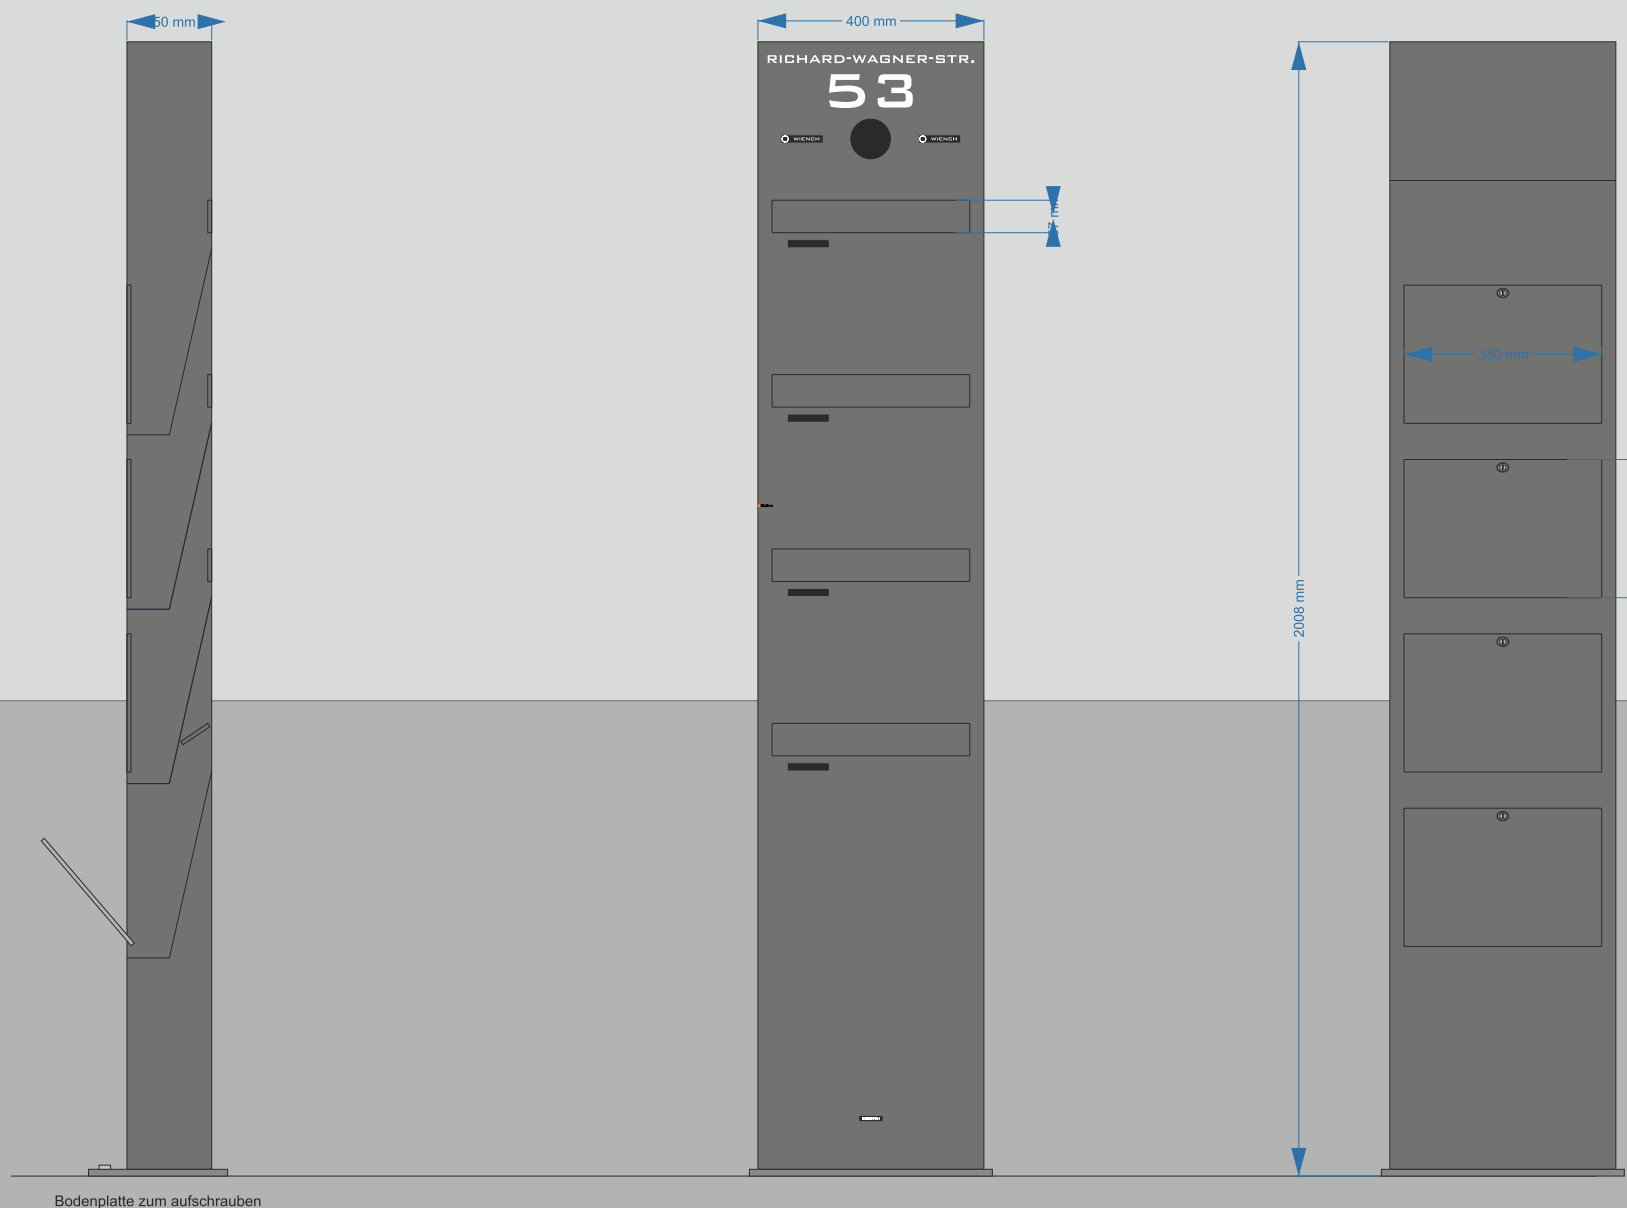 50 mm
400 mm
RICHARD-WAGNER-STR.
53
WIENCH
WIENCH
350 mm
2008 mm
Bodenplatte zum aufschrauben